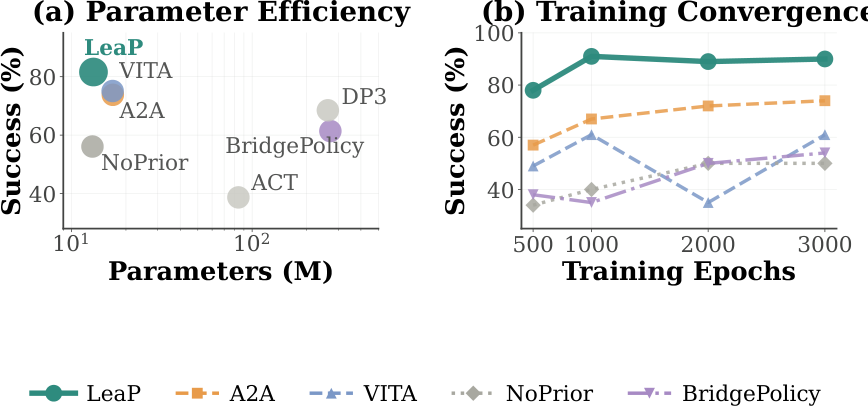 (a) Parameter Efficiency
Success (%)
80
60
40
LeaP
VITA
A2A
DP3
BridgePolicy
NoPrior
ACT
10¹
10²
Parameters (M)
(b) Training Convergence
Success (%)
100
80
60
40
500
1000
2000
3000
Training Epochs
LeaP
A2A
VITA
NoPrior
BridgePolicy